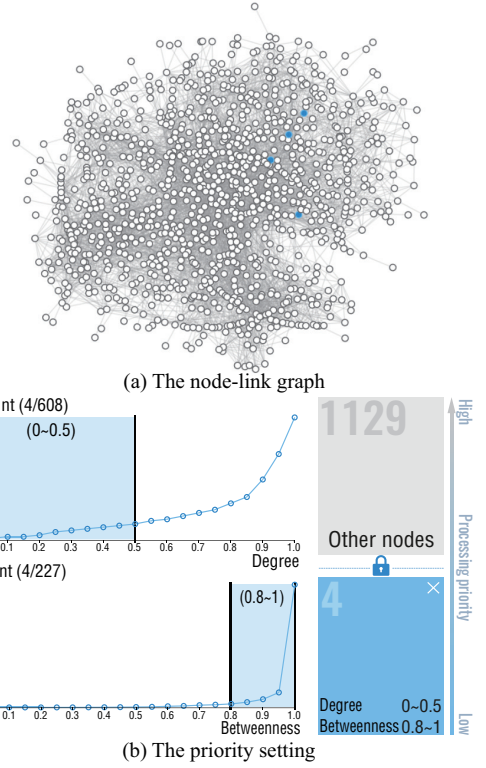 (a) The node-link graph
nt (4/608)
(0~0.5)
0.1 0.2 0.3 0.4 0.5 0.6 0.7 0.8 0.9 1.0
Degree
nt (4/227)
(0.8~1)
0.1 0.2 0.3 0.4 0.5 0.6 0.7 0.8 0.9 1.0
Betweenness
1129
Other nodes
4
Degree 0~0.5
Betweenness 0.8~1
High
Processing priority
Low
(b) The priority setting